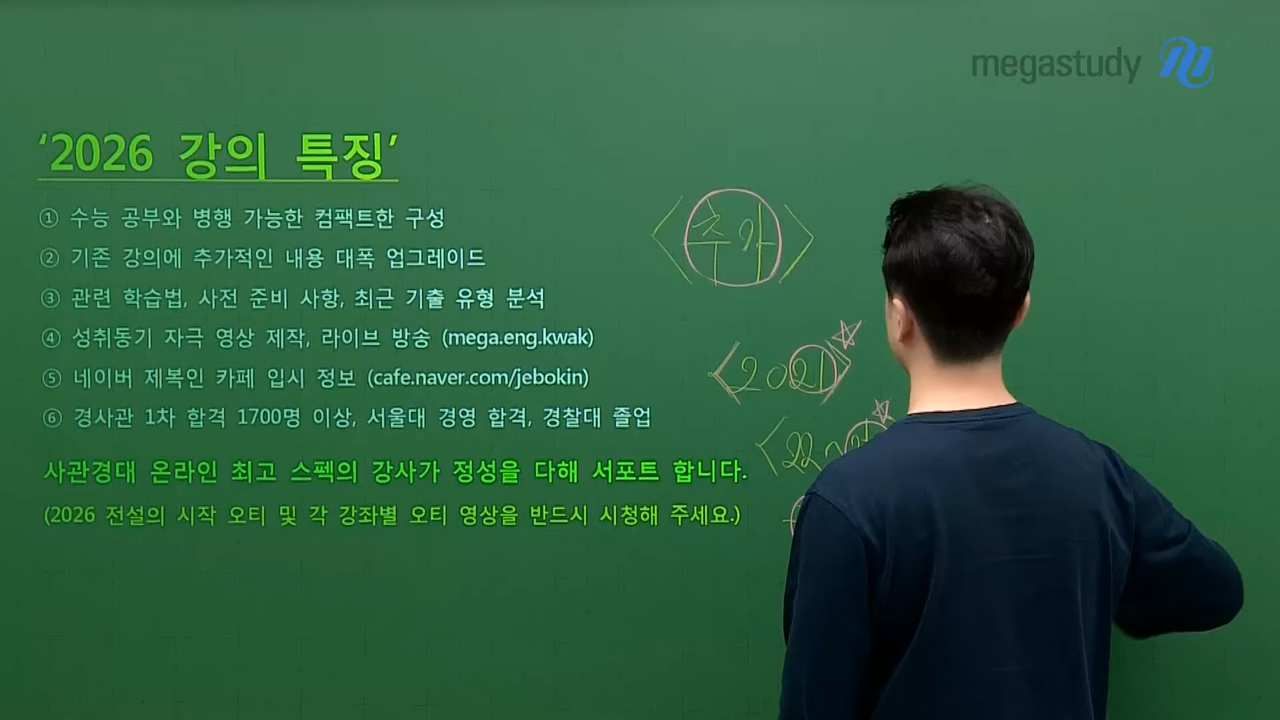 megastudy
‘2026 강의 특징’
① 수능 공부와 병행 가능한 컴팩트한 구성
② 기존 강의에 추가적인 내용 대폭 업그레이드
③ 관련 학습법, 사전 준비 사항, 최근 기출 유형 분석
④ 성취동기 자극 영상 제작, 라이브 방송 (mega.eng.kwak)
⑤ 네이버 제복인 카페 입시 정보 (cafe.naver.com/jebokin)
⑥ 경사관 1차 합격 1700명 이상, 서울대 경영 합격, 경찰대 졸업
사관경대 온라인 최고 스펙의 강사가 정성을 다해 서포트 합니다.
(2026 전설의 시작 오티 및 각 강좌별 오티 영상을 반드시 시청해 주세요.)
<추가>
<2021>